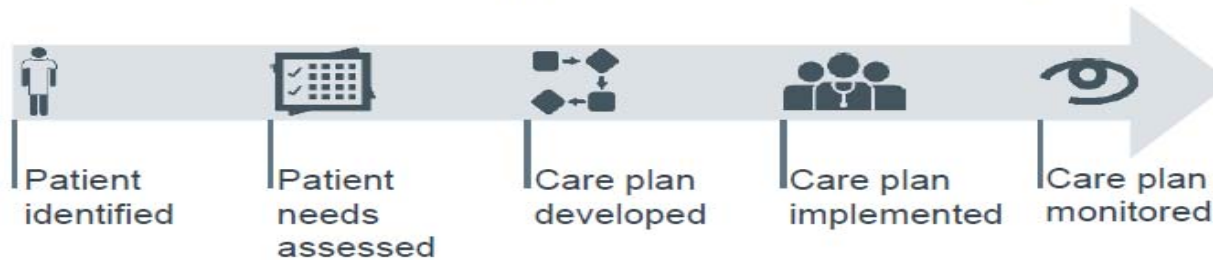 Patient
identified
Patient
needs
assessed
Care plan
developed
Care plan
implemented
Care plan
monitored